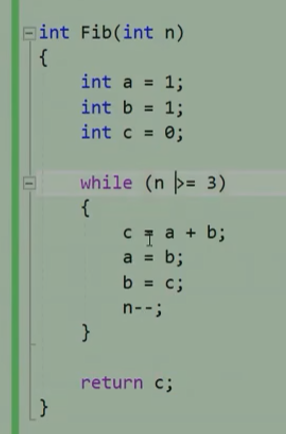 int Fib(int n)
{
    int a = 1;
    int b = 1;
    int c = 0;

    while (n >= 3)
    {
        c = a + b;
        a = b;
        b = c;
        n--;
    }

    return c;
}